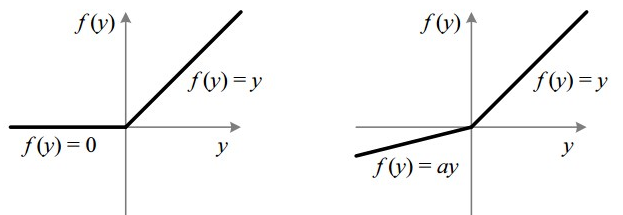 f(y)
f(y) = y
f(y) = 0
y
f(y)
f(y) = y
f(y) = ay
y